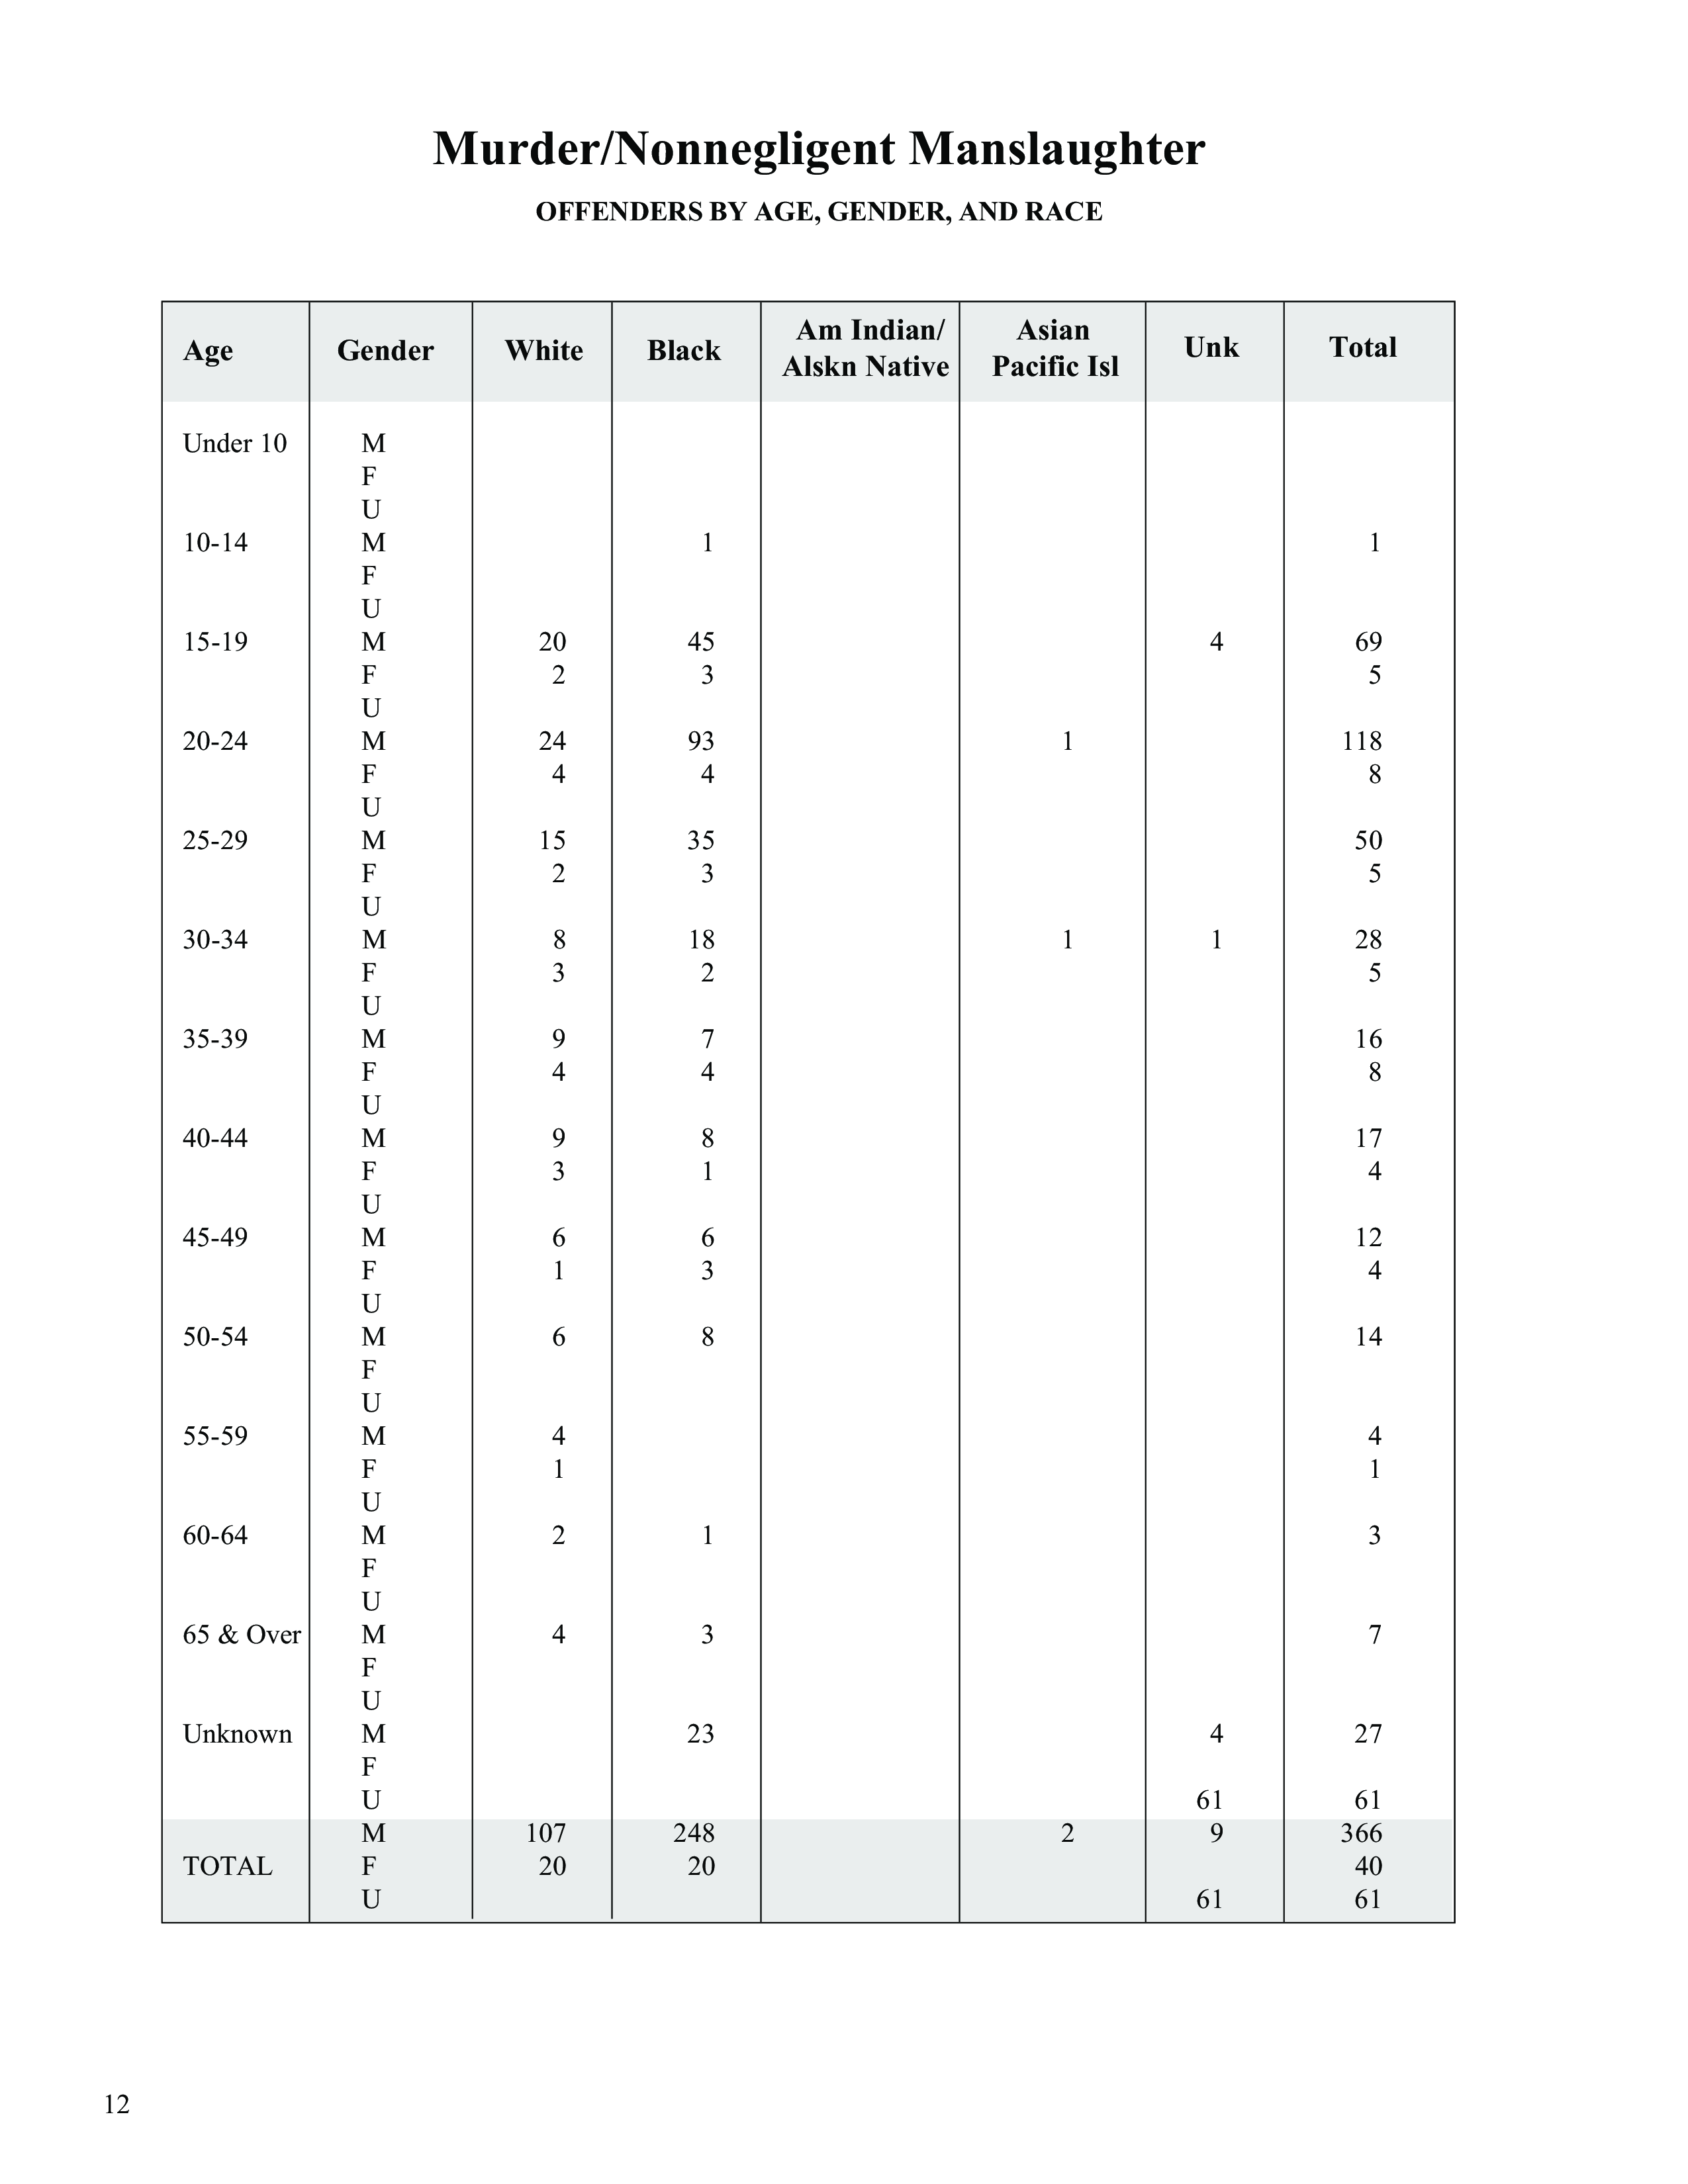 Murder/Nonnegligent Manslaughter
OFFENDERS BY AGE, GENDER, AND RACE
Age Gender White Black Am Indian/ Alskn Native Asian Pacific Isl Unk Total
Under 10 M
F
U
10-14 M 1 1
F
U
15-19 M 20 45 4 69
F 2 3 5
U
20-24 M 24 93 1 118
F 4 4 8
U
25-29 M 15 35 50
F 2 3 5
U
30-34 M 8 18 1 1 28
F 3 2 5
U
35-39 M 9 7 16
F 4 4 8
U
40-44 M 9 8 17
F 3 1 4
U
45-49 M 6 6 12
F 1 3 4
U
50-54 M 6 8 14
F
U
55-59 M 4 4
F 1 1
U
60-64 M 2 1 3
F
U
65 & Over M 4 3 7
F
U
Unknown M 23 4 27
F
U 61 61
M 107 248 2 9 366
TOTAL F 20 20 40
U 61 61
12